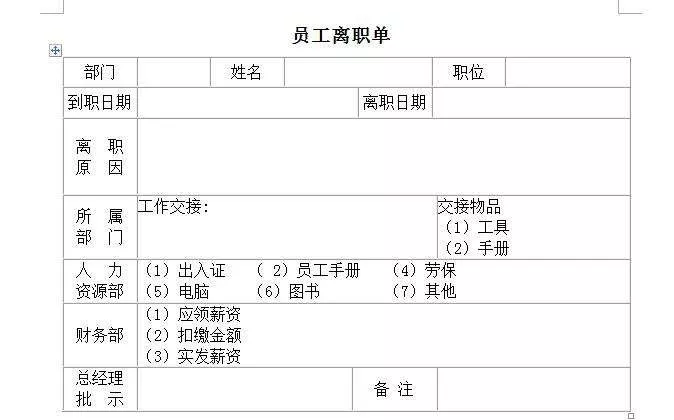 员工离职单
部门 姓名 职位
到职日期 离职日期
离 职
原 因
所 属
部 门
工作交接:
交接物品
(1)工具
(2)手册
人 力
资源部
(1)出入证 ( 2)员工手册 (4)劳保
(5)电脑 (6)图书 (7)其他
财务部
(1)应领薪资
(2)扣缴金额
(3)实发薪资
总经理
批 示
备 注